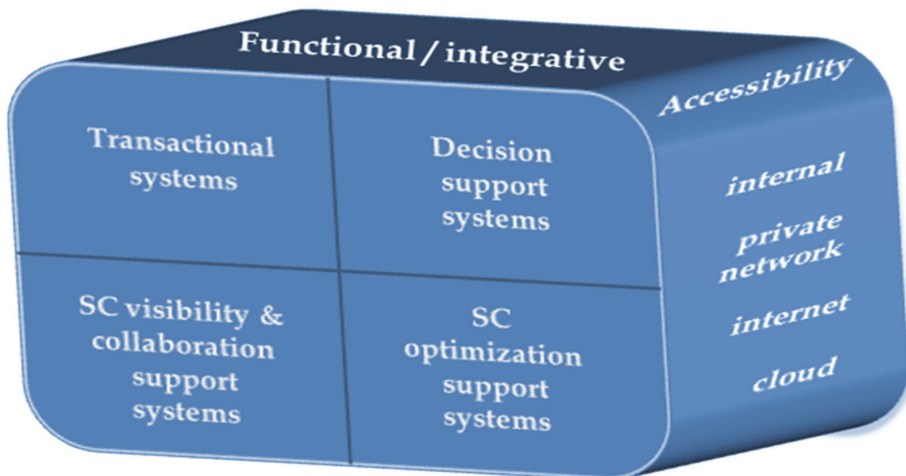 Functional / integrative
Accessibility
Transactional
systems
Decision
support
systems
SC visibility &
collaboration
support
systems
SC
optimization
support
systems
internal
private
network
internet
cloud